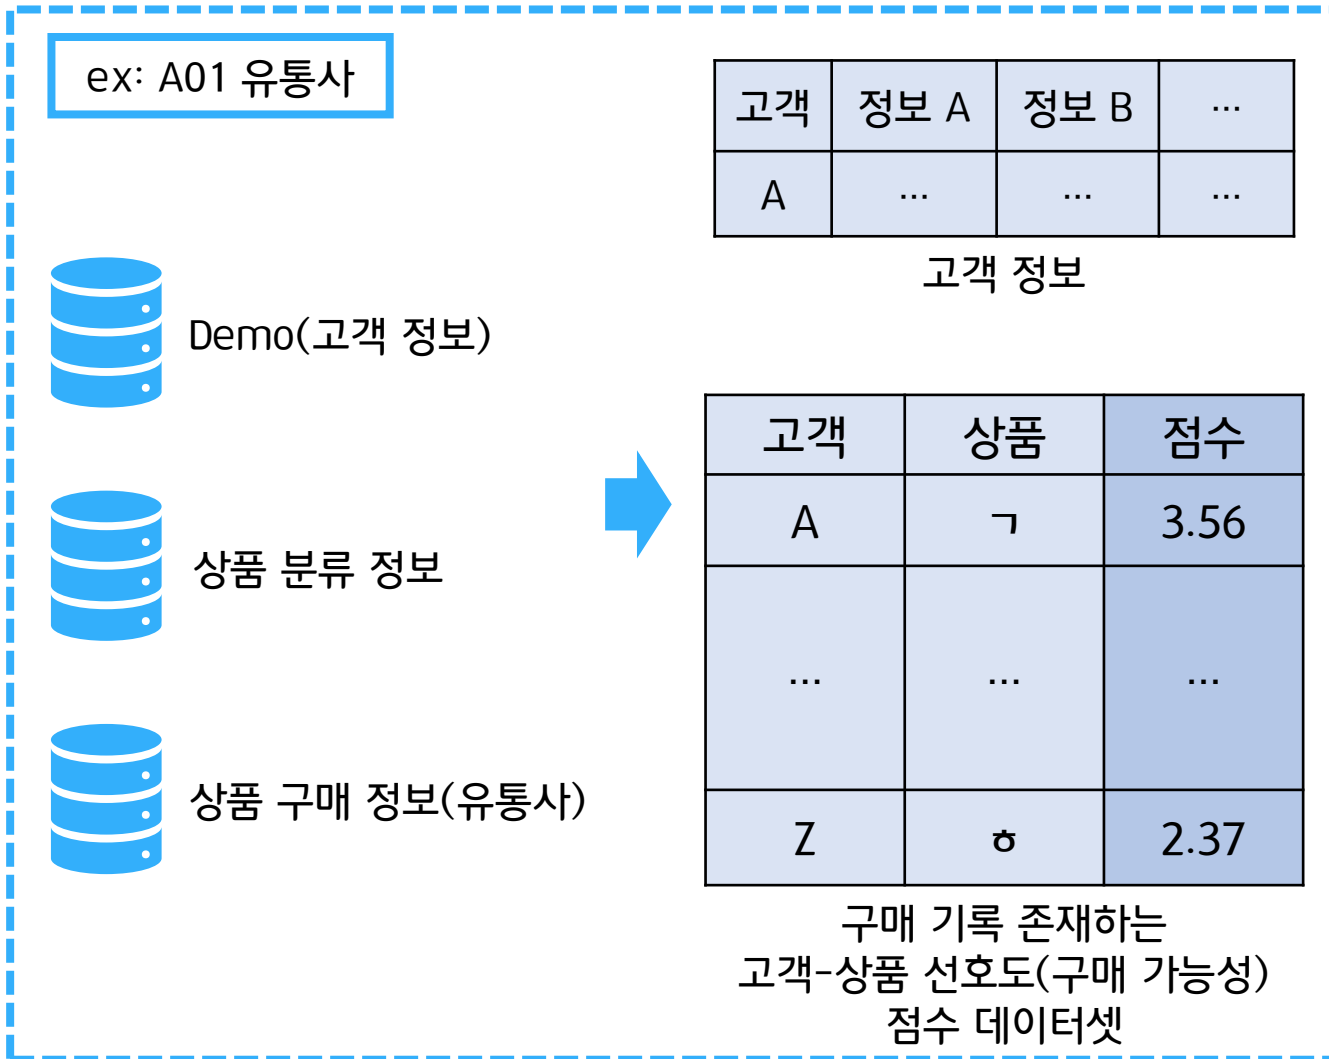 ex: A01 유통사
고객 정보 A 정보 B ...
A ... ... ...
고객 정보
Demo(고객 정보)
상품 분류 정보
상품 구매 정보(유통사)
고객 상품 점수
A ㄱ 3.56
... ... ...
Z ㅎ 2.37
구매 기록 존재하는
고객-상품 선호도(구매 가능성)
점수 데이터셋